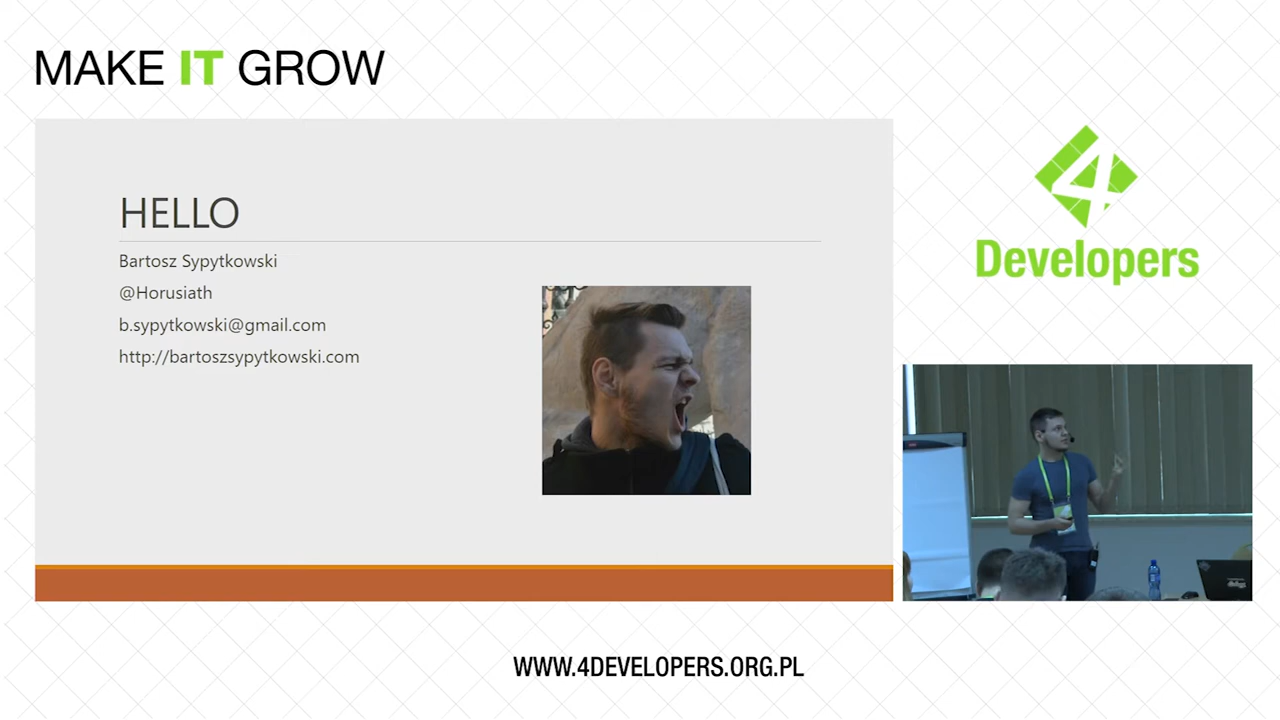 MAKE IT GROW
HELLO
Bartosz Sypytkowski
@Horusiath
b.sypytkowski@gmail.com
http://bartoszsypytkowski.com
4
Developers
WWW.4DEVELOPERS.ORG.PL